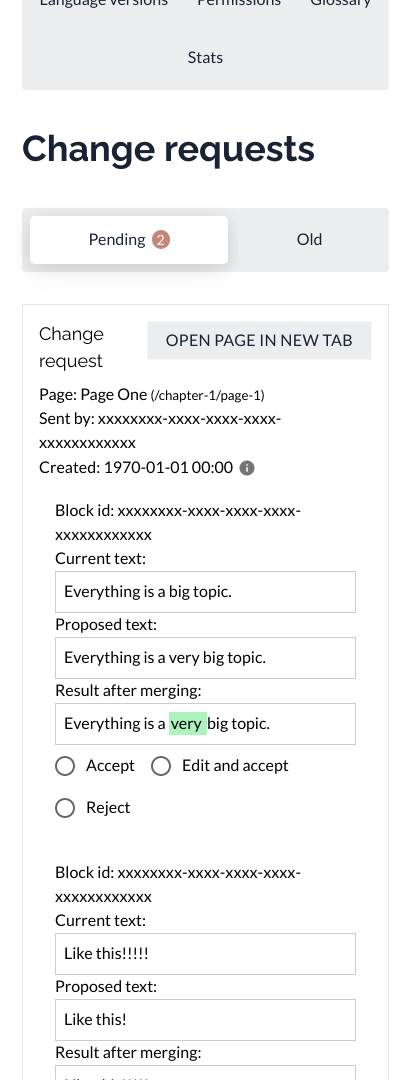 Language versions Permissions Glossary
Stats
Change requests
Pending 2 Old
Change
request
OPEN PAGE IN NEW TAB
Page: Page One (/chapter-1/page-1)
Sent by: xxxxxxxx-xxxx-xxxx-xxxx-
xxxxxxxxxxxx
Created: 1970-01-01 00:00
Block id: xxxxxxxx-xxxx-xxxx-xxxx-
xxxxxxxxxxxx
Current text:
Everything is a big topic.
Proposed text:
Everything is a very big topic.
Result after merging:
Everything is a very big topic.
Accept Edit and accept
Reject
Block id: xxxxxxxx-xxxx-xxxx-xxxx-
xxxxxxxxxxxx
Current text:
Like this!!!!!
Proposed text:
Like this!
Result after merging: